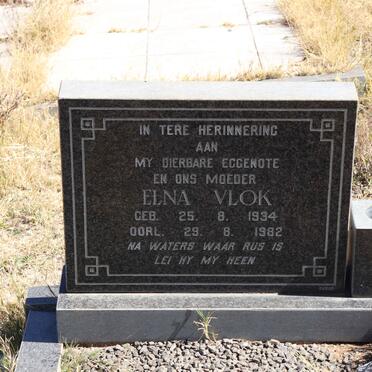 IN TERE HERINNERING
AAN
MY DIERBARE EGGENOTE
EN ONS MOEDER
ELNA VLOK
GEB. 25. 8. 1934
OORL. 29. 8. 1982
NA WATERS WAAR RUS IS
LEI HY MY HEEN